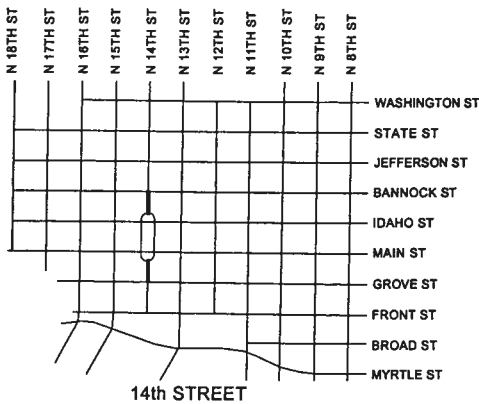 N 18TH ST
N 17TH ST
N 16TH ST
N 15TH ST
N 14TH ST
N 13TH ST
N 12TH ST
N 11TH ST
N 10TH ST
N 9TH ST
N 8TH ST
WASHINGTON ST
STATE ST
JEFFERSON ST
BANNOCK ST
IDAHO ST
MAIN ST
GROVE ST
FRONT ST
BROAD ST
MYRTLE ST
14th STREET